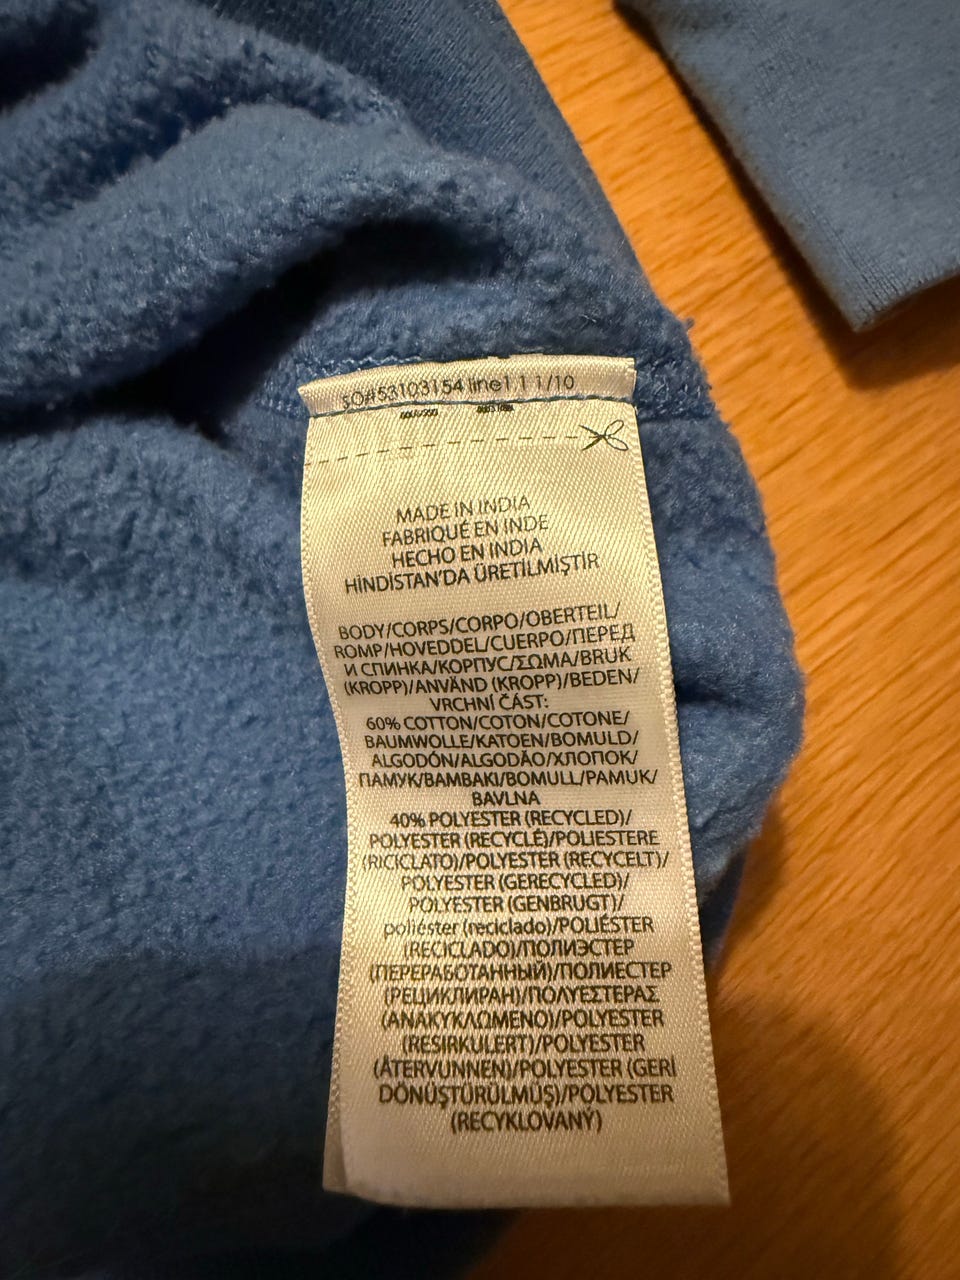 SO#53103154 line1 1 1/10
MADE IN INDIA
FABRIQUÉ EN INDE
HECHO EN INDIA
HİNDİSTAN'DA ÜRETİLMİŞTİR
BODY/CORPS/CORPO/OBERTEIL/
ROMP/HOVEDDEL/CUERPO/ПЕРЕД
И СПИНКА/КОРПУС/ΣΩΜΑ/BRUK
(KROPP)/ANVÄND (KROPP)/BEDEN/
VRCHNÍ ČÁST:
60% COTTON/COTON/COTONE/
BAUMWOLLE/KATOEN/BOMULD/
ALGODÓN/ALGODÃO/ХЛОПОК/
ПАМУК/ΒΑΜΒΑΚΙ/BOMULL/PAMUK/
BAVLNA
40% POLYESTER (RECYCLED)/
POLYESTER (RECYCLÉ)/POLIESTERE
(RICICLATO)/POLYESTER (RECYCELT)/
POLYESTER (GERECYCLED)/
POLYESTER (GENBRUGT)/
poliéster (reciclado)/POLIÉSTER
(RECICLADO)/ПОЛИЭСТЕР
(ПЕРЕРАБОТАННЫЙ)/ПОЛИЕСТЕР
(РЕЦИКЛИРАН)/ΠΟΛΥΕΣΤΕΡΑΣ
(ΑΝΑΚΥΚΛΩΜΕΝΟ)/POLYESTER
(RESIRKULERT)/POLYESTER
(ÅTERVUNNEN)/POLYESTER (GERİ
DÖNÜŞTÜRÜLMÜŞ)/POLYESTER
(RECYKLOVANÝ)